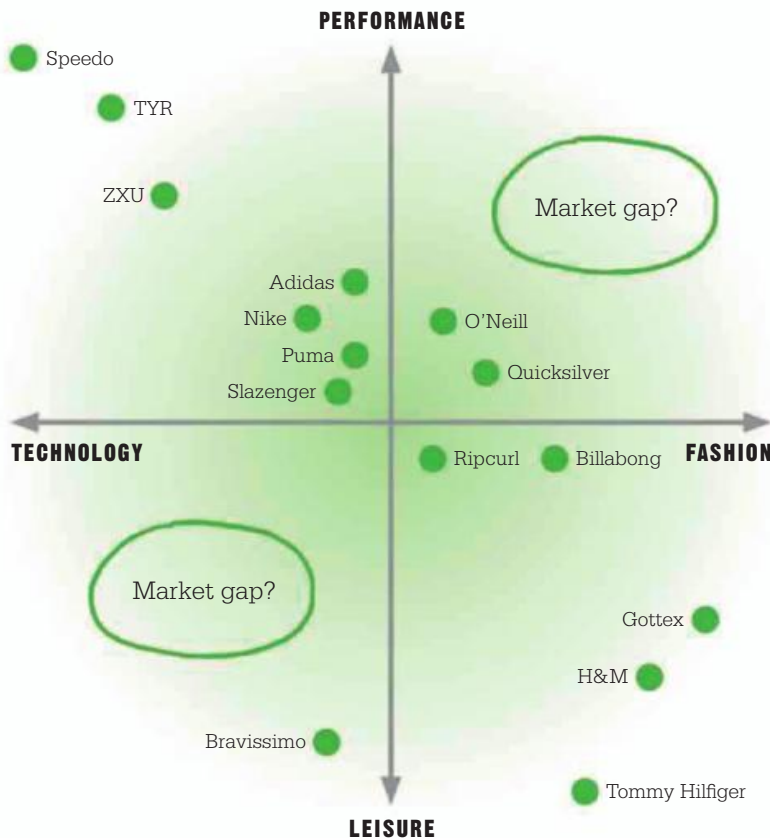 PERFORMANCE
Speedo
TYR
ZXU
Market gap?
Adidas
Nike
O'Neill
Puma
Quicksilver
Slazenger
TECHNOLOGY
FASHION
Ripcurl
Billabong
Market gap?
Gottex
H&M
Bravissimo
Tommy Hilfiger
LEISURE